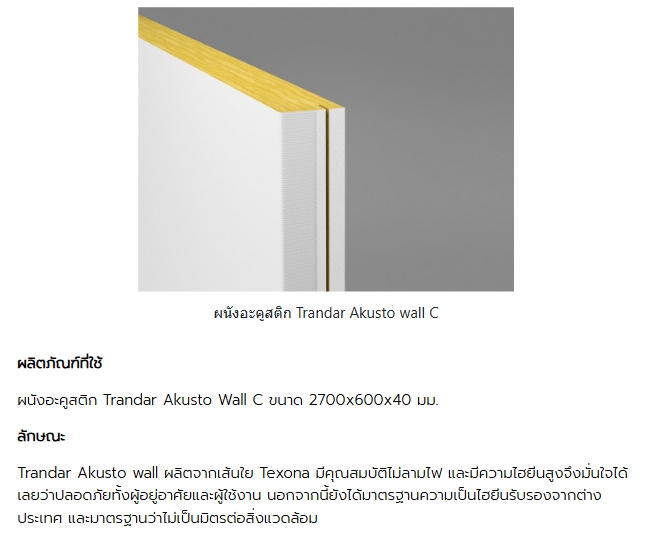 ผนังอะคูสติก Trandar Akusto wall C
ผลิตภัณฑ์ที่ใช้
ผนังอะคูสติก Trandar Akusto Wall C ขนาด 2700x600x40 มม.
ลักษณะ
Trandar Akusto wall ผลิตจากเส้นใย Texona มีคุณสมบัติไม่ลามไฟ และมีความไฮยีนสูงจึงมั่นใจได้
เลยว่าปลอดภัยทั้งผู้อยู่อาศัยและผู้ใช้งาน นอกจากนี้ยังได้มาตรฐานความเป็นไฮยีนรับรองจากต่าง
ประเทศ และมาตรฐานว่าไม่เป็นมิตรต่อสิ่งแวดล้อม